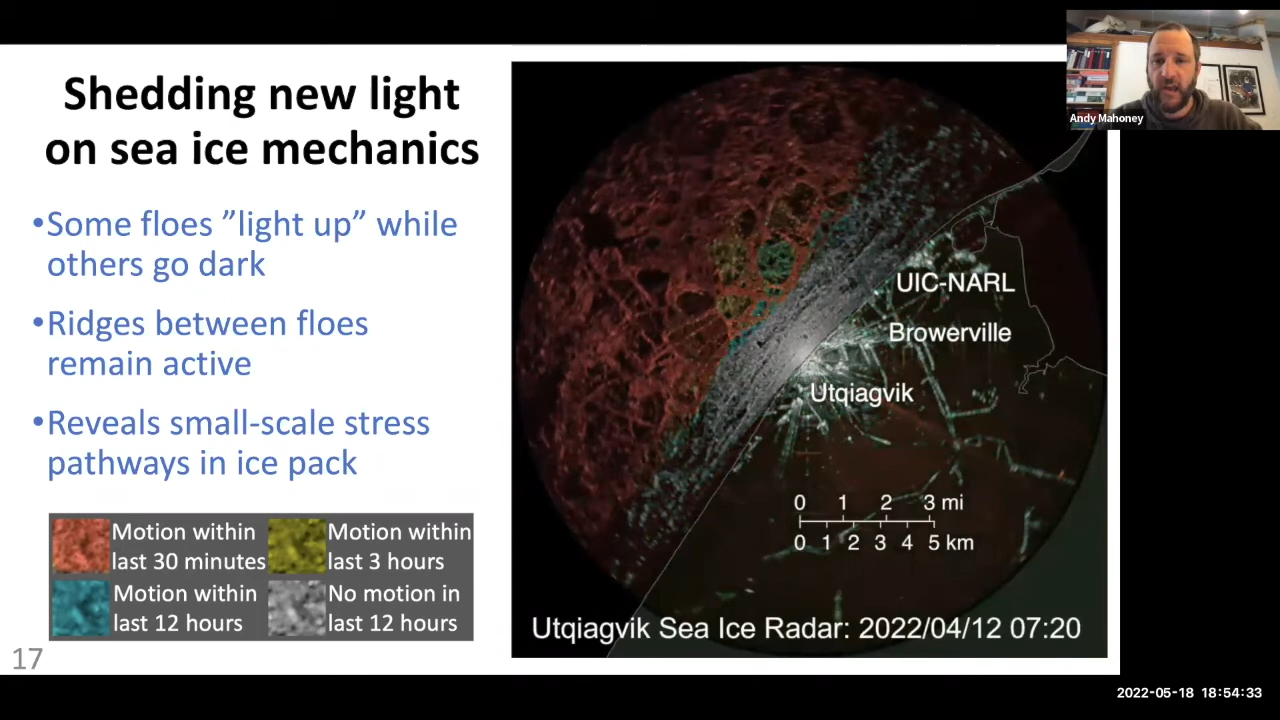 Shedding new light
on sea ice mechanics
•Some floes ”light up” while
others go dark
•Ridges between floes
remain active
•Reveals small-scale stress
pathways in ice pack
Motion within
last 30 minutes
Motion within
last 3 hours
Motion within
last 12 hours
No motion in
last 12 hours
17
UIC-NARL
Browerville
Utqiagvik
0 1 2 3 mi
0 1 2 3 4 5 km
Utqiagvik Sea Ice Radar: 2022/04/12 07:20
Andy Mahoney
2022-05-18 18:54:33